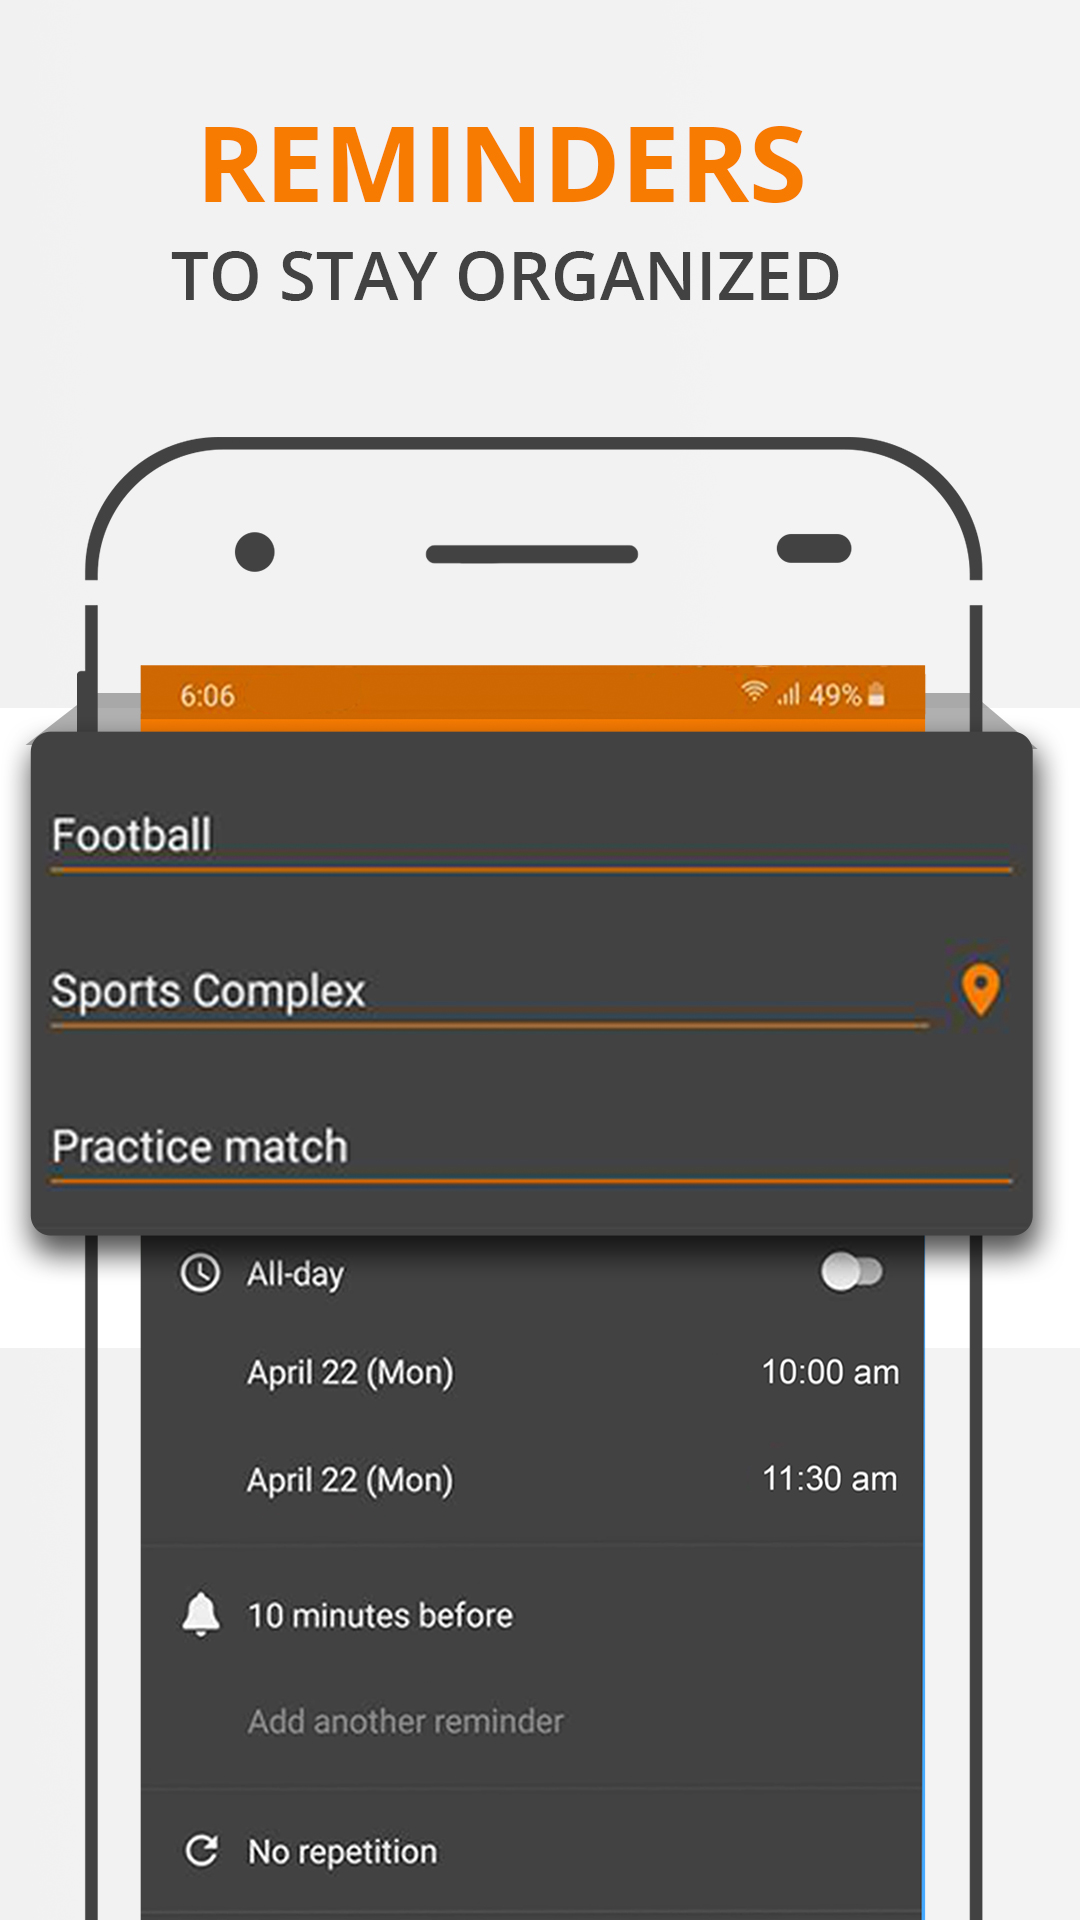 REMINDERS
TO STAY ORGANIZED
6:06 49%
Football
Sports Complex
Practice match
All-day
April 22 (Mon) 10:00 am
April 22 (Mon) 11:30 am
10 minutes before
Add another reminder
No repetition